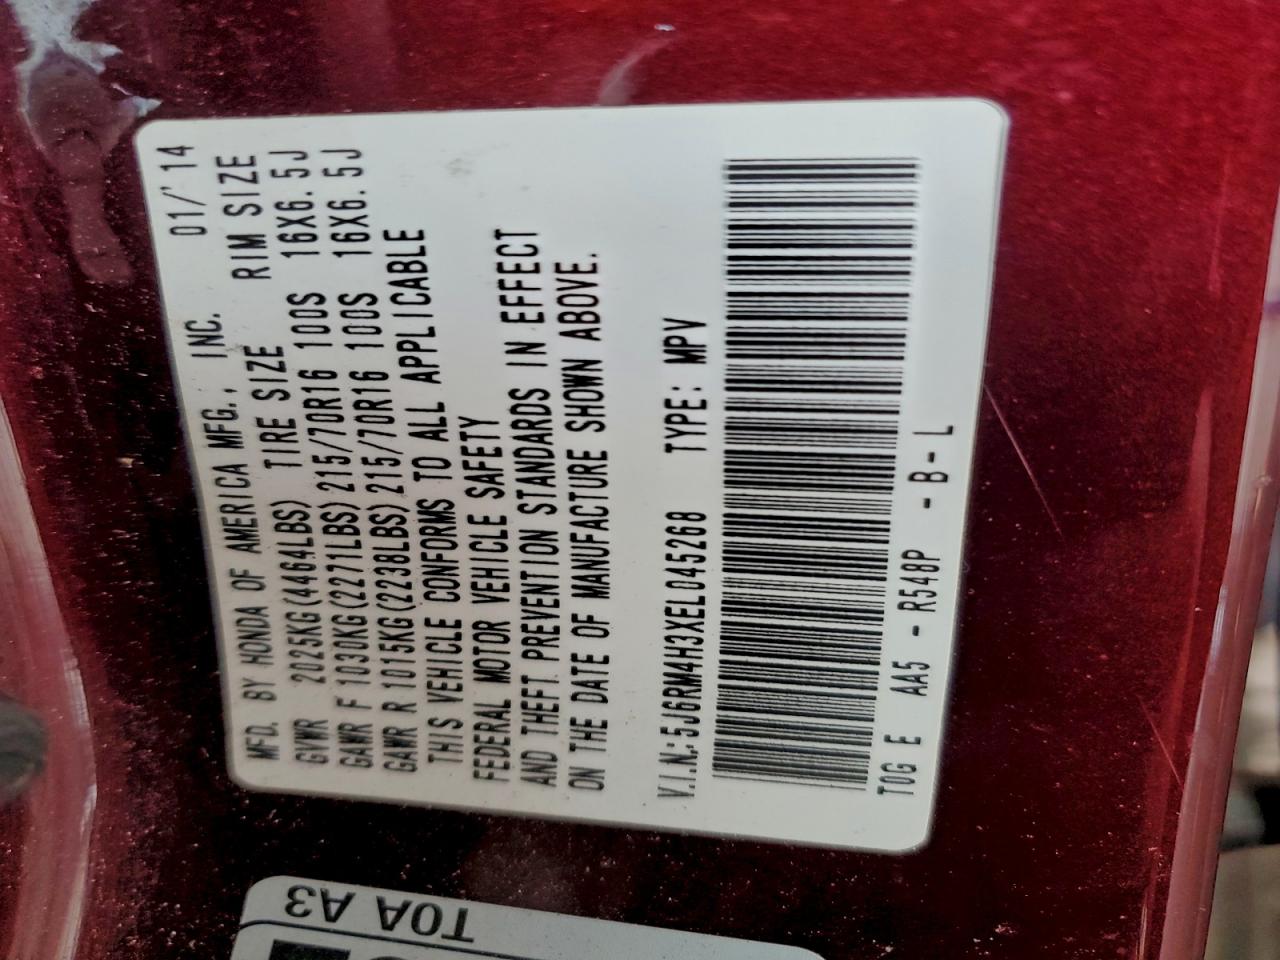 MFD. BY HONDA OF AMERICA MFG., INC. 01/'14
GVWR 2025KG(4464LBS) TIRE SIZE RIM SIZE
GAWR F 1030KG(2271LBS) 215/70R16 100S 16X6.5J
GAWR R 1015KG(2238LBS) 215/70R16 100S 16X6.5J
THIS VEHICLE CONFORMS TO ALL APPLICABLE
FEDERAL MOTOR VEHICLE SAFETY
AND THEFT PREVENTION STANDARDS IN EFFECT
ON THE DATE OF MANUFACTURE SHOWN ABOVE.
V.I.N.: 5J6RM4H3XEL045268 TYPE: MPV
T0G E AA5 - R548P - B - L
T0A A3